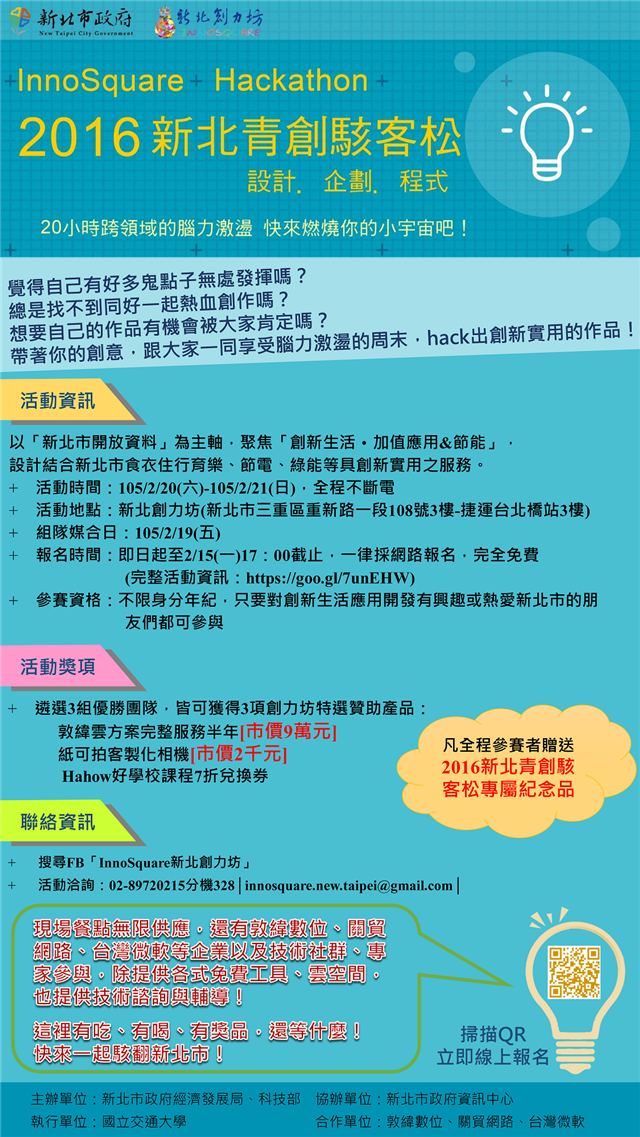 新北市政府
New Taipei City Government
新北創力坊
INNOSQUARE
InnoSquare Hackathon
2016 新北青創駭客松
設計．企劃．程式
20小時跨領域的腦力激盪 快來燃燒你的小宇宙吧！
覺得自己有好多鬼點子無處發揮嗎？
總是找不到同好一起熱血創作嗎？
想要自己的作品有機會被大家肯定嗎？
帶著你的創意，跟大家一同享受腦力激盪的周末，hack出創新實用的作品！
活動資訊
以「新北市開放資料」為主軸，聚焦「創新生活‧加值應用&節能」，
設計結合新北市食衣住行育樂、節電、綠能等具創新實用之服務。
+ 活動時間：105/2/20(六)-105/2/21(日)，全程不斷電
+ 活動地點：新北創力坊(新北市三重區重新路一段108號3樓-捷運台北橋站3樓)
+ 組隊媒合日：105/2/19(五)
+ 報名時間：即日起至2/15(一)17：00截止，一律採網路報名，完全免費
(完整活動資訊：https://goo.gl/7unEHW)
+ 參賽資格：不限身分年紀，只要對創新生活應用開發有興趣或熱愛新北市的朋
友們都可參與
活動獎項
+ 遴選3組優勝團隊，皆可獲得3項創力坊特選贊助產品：
敦緯雲方案完整服務半年[市價9萬元]
紙可拍客製化相機[市價2千元]
Hahow好學校課程7折兌換券
凡全程參賽者贈送
2016新北青創駭
客松專屬紀念品
聯絡資訊
+ 搜尋FB「InnoSquare新北創力坊」
+ 活動洽詢：02-89720215分機328│innosquare.new.taipei@gmail.com│
現場餐點無限供應，還有敦緯數位、關貿
網路、台灣微軟等企業以及技術社群、專
家參與，除提供各式免費工具、雲空間，
也提供技術諮詢與輔導！
這裡有吃、有喝、有獎品，還等什麼！
快來一起駭翻新北市！
掃描QR
立即線上報名
主辦單位：新北市政府經濟發展局、科技部 協辦單位：新北市政府資訊中心
執行單位：國立交通大學 合作單位：敦緯數位、關貿網路、台灣微軟